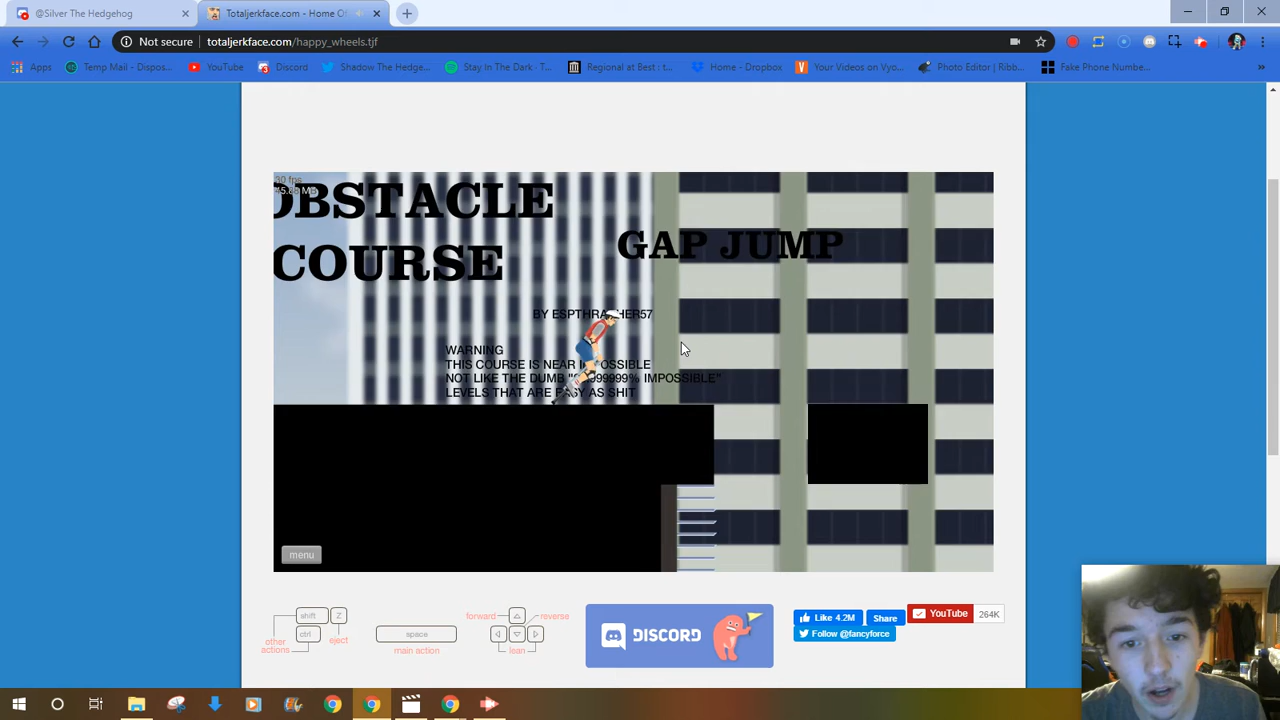 @Silver The Hedgehog
Totaljerkface.com - Home Of
Not secure
totaljerkface.com/happy_wheels.tjf
Apps
Temp Mail - Dispos...
YouTube
Discord
Shadow The Hedge...
Stay In The Dark · T...
Regional at Best : t...
Home - Dropbox
Your Videos on Vyo...
Photo Editor | Ribb...
Fake Phone Numbe...
30 fps
OBSTACLE
COURSE
GAP JUMP
WARNING
THIS COURSE IS NEAR IMPOSSIBLE
NOT LIKE THE DUMB IMPOSSIBLE"
LEVELS THAT ARE EASY AS SHIT
menu
shift
Z
ctrl
other
actions
eject
space
main action
forward
reverse
lean
DISCORD
Like 4.2M
Share
YouTube
264K
Follow @fancyforce